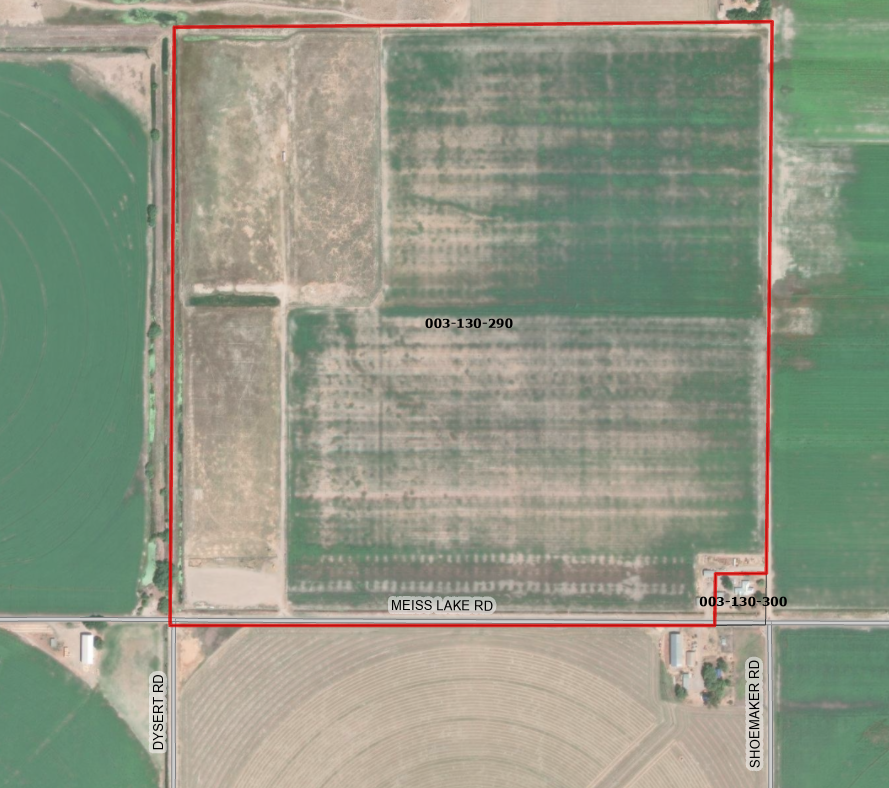 003-130-290
003-130-300
MEISS LAKE RD
DYSERT RD
SHOEMAKER RD